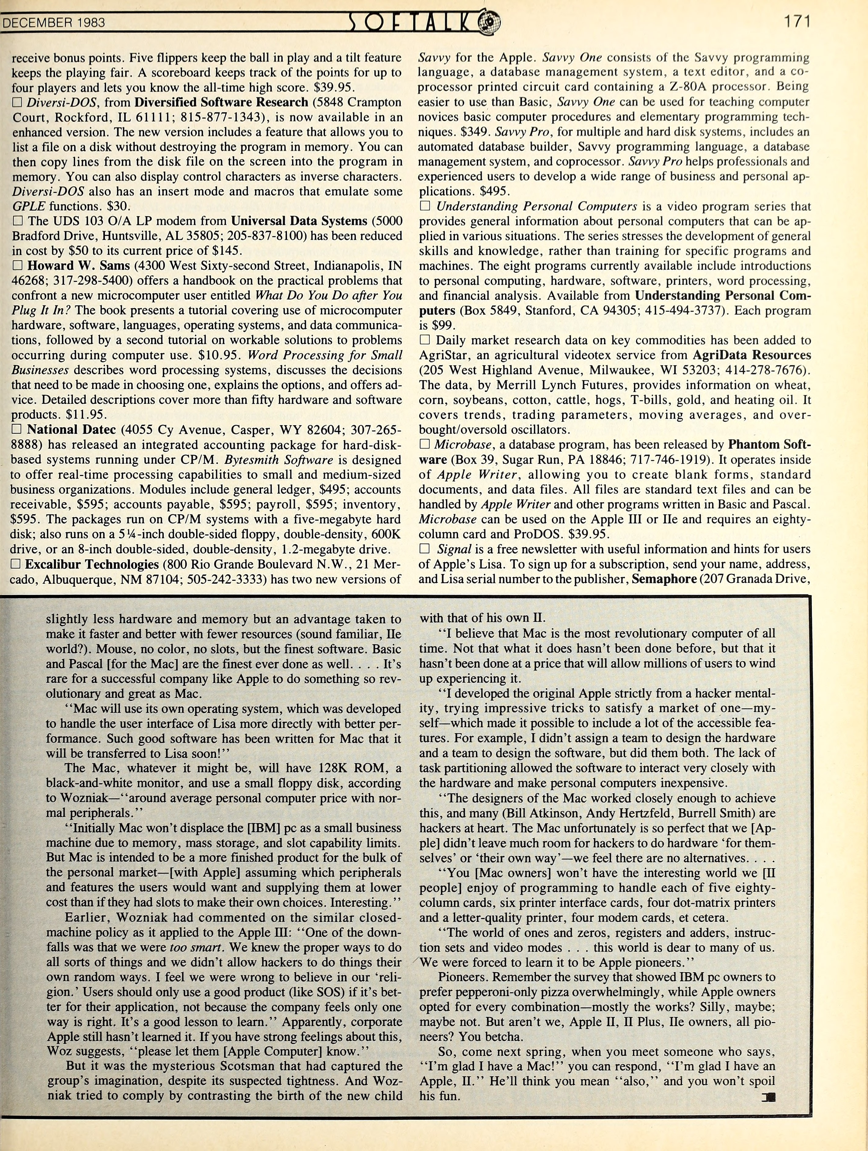 DECEMBER 1983
SOFTALK
171
receive bonus points. Five flippers keep the ball in play and a tilt feature
keeps the playing fair. A scoreboard keeps track of the points for up to
four players and lets you know the all-time high score. $39.95.
□ Diversi-DOS, from Diversified Software Research (5848 Crampton
Court, Rockford, IL 61111; 815-877-1343), is now available in an
enhanced version. The new version includes a feature that allows you to
list a file on a disk without destroying the program in memory. You can
then copy lines from the disk file on the screen into the program in
memory. You can also display control characters as inverse characters.
Diversi-DOS also has an insert mode and macros that emulate some
GPLE functions. $30.
□ The UDS 103 O/A LP modem from Universal Data Systems (5000
Bradford Drive, Huntsville, AL 35805; 205-837-8100) has been reduced
in cost by $50 to its current price of $145.
□ Howard W. Sams (4300 West Sixty-second Street, Indianapolis, IN
46268; 317-298-5400) offers a handbook on the practical problems that
confront a new microcomputer user entitled What Do You Do after You
Plug It In? The book presents a tutorial covering use of microcomputer
hardware, software, languages, operating systems, and data communica-
tions, followed by a second tutorial on workable solutions to problems
occurring during computer use. $10.95. Word Processing for Small
Businesses describes word processing systems, discusses the decisions
that need to be made in choosing one, explains the options, and offers ad-
vice. Detailed descriptions cover more than fifty hardware and software
products. $11.95.
□ National Datec (4055 Cy Avenue, Casper, WY 82604; 307-265-
8888) has released an integrated accounting package for hard-disk-
based systems running under CP/M. Bytesmith Software is designed
to offer real-time processing capabilities to small and medium-sized
business organizations. Modules include general ledger, $495; accounts
receivable, $595; accounts payable, $595; payroll, $595; inventory,
$595. The packages run on CP/M systems with a five-megabyte hard
disk; also runs on a 5¼-inch double-sided floppy, double-density, 600K
drive, or an 8-inch double-sided, double-density, 1.2-megabyte drive.
□ Excalibur Technologies (800 Rio Grande Boulevard N.W., 21 Mer-
cado, Albuquerque, NM 87104; 505-242-3333) has two new versions of
Savvy for the Apple. Savvy One consists of the Savvy programming
language, a database management system, a text editor, and a co-
processor printed circuit card containing a Z-80A processor. Being
easier to use than Basic, Savvy One can be used for teaching computer
novices basic computer procedures and elementary programming tech-
niques. $349. Savvy Pro, for multiple and hard disk systems, includes an
automated database builder, Savvy programming language, a database
management system, and coprocessor. Savvy Pro helps professionals and
experienced users to develop a wide range of business and personal ap-
plications. $495.
□ Understanding Personal Computers is a video program series that
provides general information about personal computers that can be ap-
plied in various situations. The series stresses the development of general
skills and knowledge, rather than training for specific programs and
machines. The eight programs currently available include introductions
to personal computing, hardware, software, printers, word processing,
and financial analysis. Available from Understanding Personal Com-
puters (Box 5849, Stanford, CA 94305; 415-494-3737). Each program
is $99.
□ Daily market research data on key commodities has been added to
AgriStar, an agricultural videotex service from AgriData Resources
(205 West Highland Avenue, Milwaukee, WI 53203; 414-278-7676).
The data, by Merrill Lynch Futures, provides information on wheat,
corn, soybeans, cotton, cattle, hogs, T-bills, gold, and heating oil. It
covers trends, trading parameters, moving averages, and over-
bought/oversold oscillators.
□ Microbase, a database program, has been released by Phantom Soft-
ware (Box 39, Sugar Run, PA 18846; 717-746-1919). It operates inside
of Apple Writer, allowing you to create blank forms, standard
documents, and data files. All files are standard text files and can be
handled by Apple Writer and other programs written in Basic and Pascal.
Microbase can be used on the Apple III or IIe and requires an eighty-
column card and ProDOS. $39.95.
□ Signal is a free newsletter with useful information and hints for users
of Apple's Lisa. To sign up for a subscription, send your name, address,
and Lisa serial number to the publisher, Semaphore (207 Granada Drive,
slightly less hardware and memory but an advantage taken to
make it faster and better with fewer resources (sound familiar, IIe
world?). Mouse, no color, no slots, but the finest software. Basic
and Pascal [for the Mac] are the finest ever done as well. . . . It's
rare for a successful company like Apple to do something so rev-
olutionary and great as Mac.
"Mac will use its own operating system, which was developed
to handle the user interface of Lisa more directly with better per-
formance. Such good software has been written for Mac that it
will be transferred to Lisa soon!"
The Mac, whatever it might be, will have 128K ROM, a
black-and-white monitor, and use a small floppy disk, according
to Wozniak—"around average personal computer price with nor-
mal peripherals."
"Initially Mac won't displace the [IBM] pc as a small business
machine due to memory, mass storage, and slot capability limits.
But Mac is intended to be a more finished product for the bulk of
the personal market—[with Apple] assuming which peripherals
and features the users would want and supplying them at lower
cost than if they had slots to make their own choices. Interesting."
Earlier, Wozniak had commented on the similar closed-
machine policy as it applied to the Apple III: "One of the down-
falls was that we were too smart. We knew the proper ways to do
all sorts of things and we didn't allow hackers to do things their
own random ways. I feel we were wrong to believe in our 'reli-
gion.' Users should only use a good product (like SOS) if it's bet-
ter for their application, not because the company feels only one
way is right. It's a good lesson to learn." Apparently, corporate
Apple still hasn't learned it. If you have strong feelings about this,
Woz suggests, "please let them [Apple Computer] know."
But it was the mysterious Scotsman that had captured the
group's imagination, despite its suspected tightness. And Woz-
niak tried to comply by contrasting the birth of the new child
with that of his own II.
"I believe that Mac is the most revolutionary computer of all
time. Not that what it does hasn't been done before, but that it
hasn't been done at a price that will allow millions of users to wind
up experiencing it.
"I developed the original Apple strictly from a hacker mental-
ity, trying impressive tricks to satisfy a market of one—my-
self—which made it possible to include a lot of the accessible fea-
tures. For example, I didn't assign a team to design the hardware
and a team to design the software, but did them both. The lack of
task partitioning allowed the software to interact very closely with
the hardware and make personal computers inexpensive.
"The designers of the Mac worked closely enough to achieve
this, and many (Bill Atkinson, Andy Hertzfeld, Burrell Smith) are
hackers at heart. The Mac unfortunately is so perfect that we [Ap-
ple] didn't leave much room for hackers to do hardware 'for them-
selves' or 'their own way'—we feel there are no alternatives. . . .
"You [Mac owners] won't have the interesting world we [II
people] enjoy of programming to handle each of five eighty-
column cards, six printer interface cards, four dot-matrix printers
and a letter-quality printer, four modem cards, et cetera.
"The world of ones and zeros, registers and adders, instruc-
tion sets and video modes . . . this world is dear to many of us.
We were forced to learn it to be Apple pioneers."
Pioneers. Remember the survey that showed IBM pc owners to
prefer pepperoni-only pizza overwhelmingly, while Apple owners
opted for every combination—mostly the works? Silly, maybe;
maybe not. But aren't we, Apple II, II Plus, IIe owners, all pio-
neers? You betcha.
So, come next spring, when you meet someone who says,
"I'm glad I have a Mac!" you can respond, "I'm glad I have an
Apple, II." He'll think you mean "also," and you won't spoil
his fun.